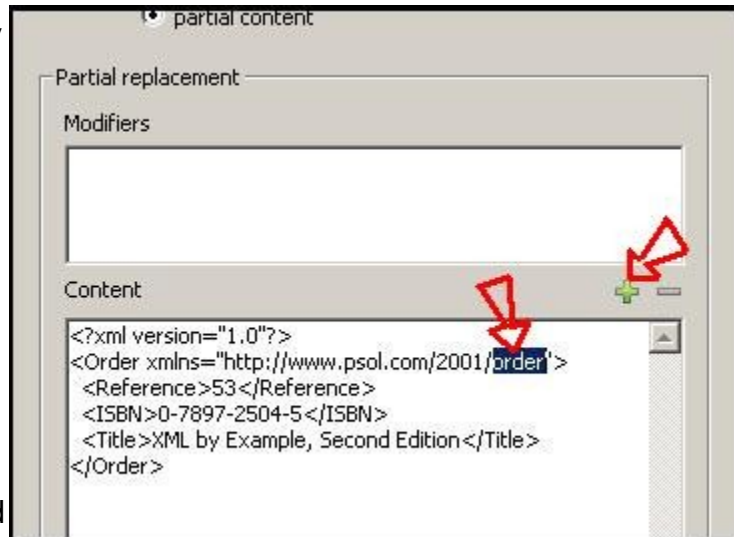 partial content
Partial replacement
Modifiers
Content
<?xml version="1.0"?>
<Order xmlns="http://www.psol.com/2001/order">
<Reference>53</Reference>
<ISBN>0-7897-2504-5</ISBN>
<Title>XML by Example, Second Edition</Title>
</Order>